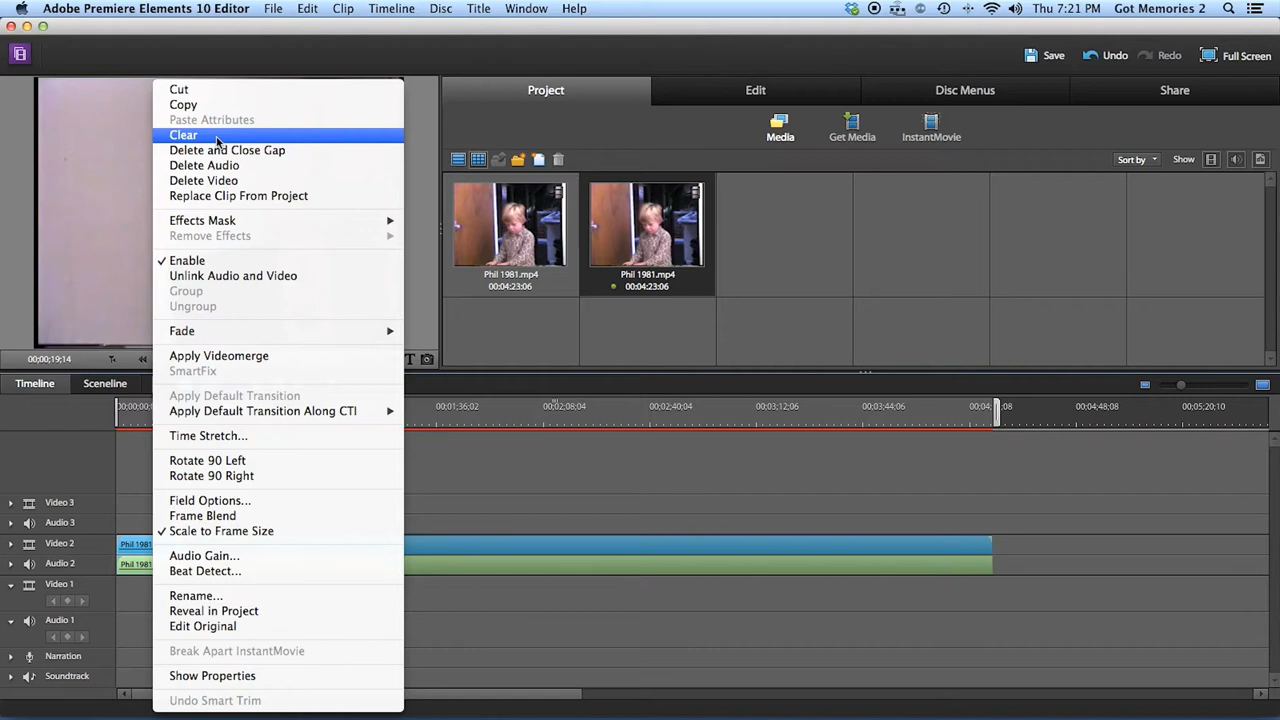 Adobe Premiere Elements 10 Editor File Edit Clip Timeline Disc Title Window Help Thu 7:21 PM Got Memories 2
Save Undo Redo Full Screen
Project Edit Disc Menus Share
Media Get Media InstantMovie
Sort by Show
Phil 1981.mp4
00:04:23:06
Phil 1981.mp4
00:04:23:06
Cut
Copy
Paste Attributes
Clear
Delete and Close Gap
Delete Audio
Delete Video
Replace Clip From Project
Effects Mask
Remove Effects
Enable
Unlink Audio and Video
Group
Ungroup
Fade
Apply Videomerge
SmartFix
Apply Default Transition
Apply Default Transition Along CTI
Time Stretch...
Rotate 90 Left
Rotate 90 Right
Field Options...
Frame Blend
Scale to Frame Size
Audio Gain...
Beat Detect...
Rename...
Reveal in Project
Edit Original
Break Apart InstantMovie
Show Properties
Undo Smart Trim
00;00;19;14 T
Timeline Sceneline
00:01:36:02 00:02:08:04 00:02:40:04 00:03:12:06 00:03:44:06 00:04:48:08 00:05:20:10
Video 3
Audio 3
Video 2 Phil 1981
Audio 2 Phil 1981
Video 1
Audio 1
Narration
Soundtrack